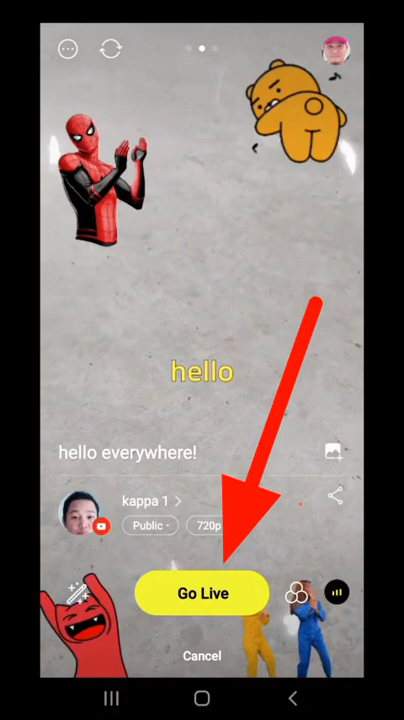 hello
hello everywhere!
kappa 1
Public
720p
Go Live
Cancel